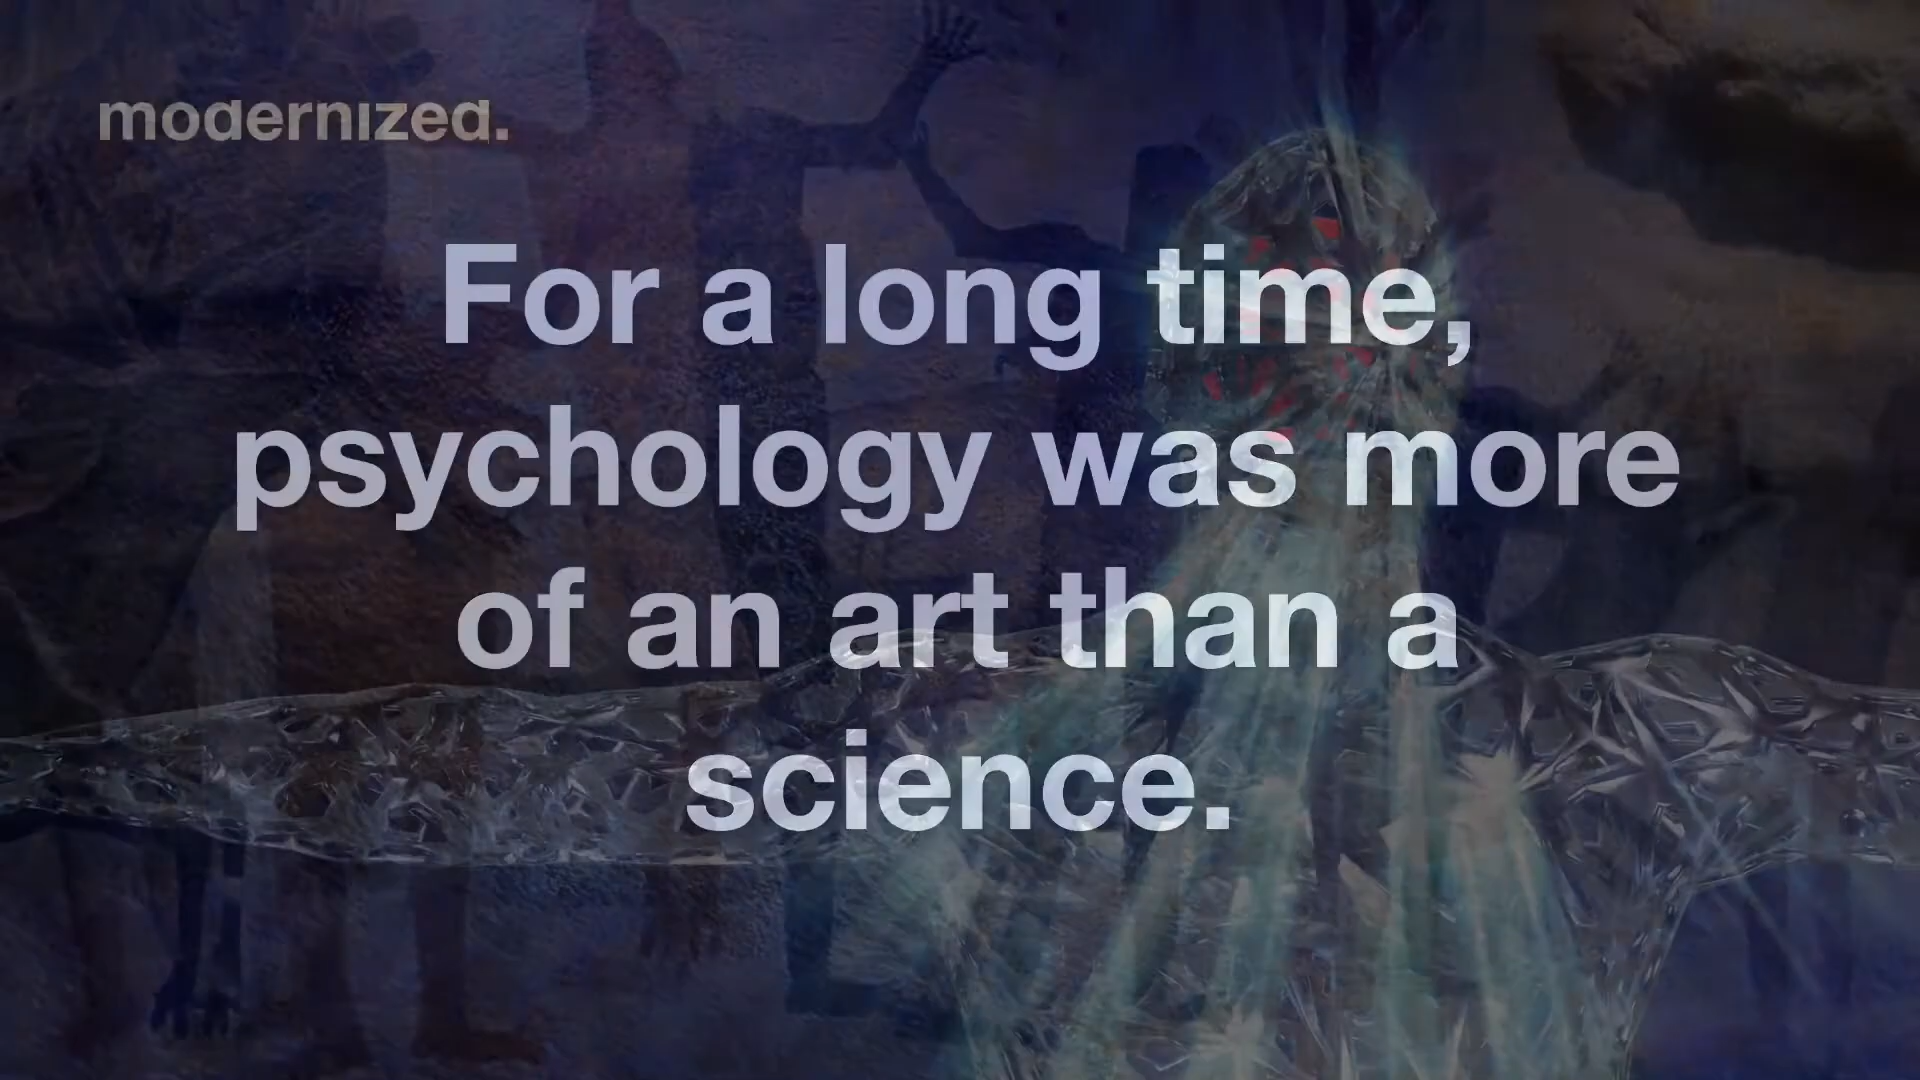 modernized.
For a long time,
psychology was more
of an art than a
science.